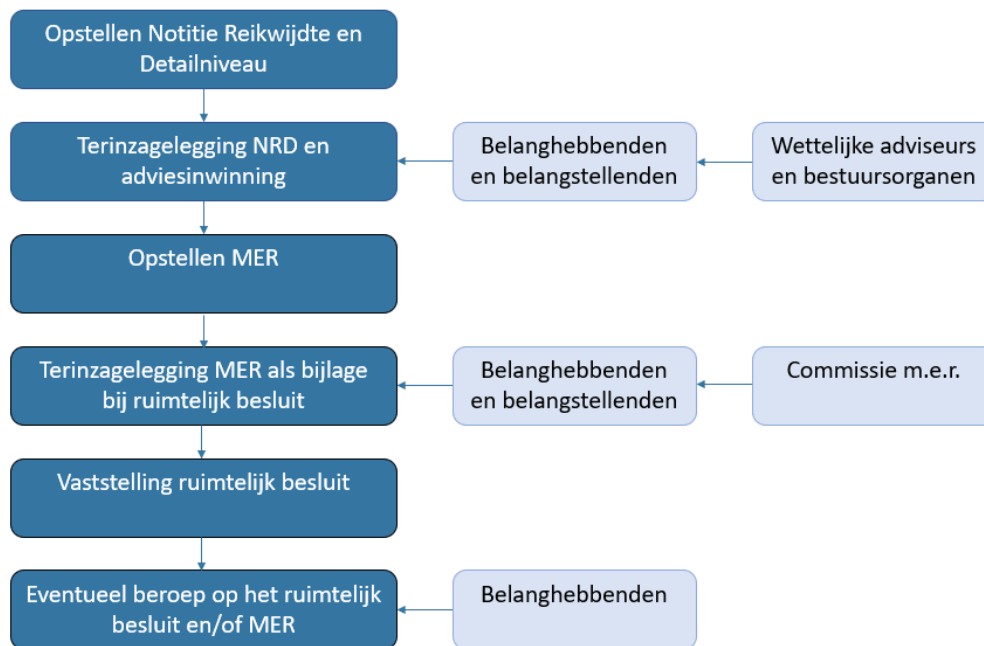 Opstellen Notitie Reikwijdte en
Detailniveau
Terinzagelegging NRD en
adviesinwinning
Belanghebbenden
en belangstellenden
Wettelijke adviseurs
en bestuursorganen
Opstellen MER
Terinzagelegging MER als bijlage
bij ruimtelijk besluit
Belanghebbenden
en belangstellenden
Commissie m.e.r.
Vaststelling ruimtelijk besluit
Eventueel beroep op het ruimtelijk
besluit en/of MER
Belanghebbenden